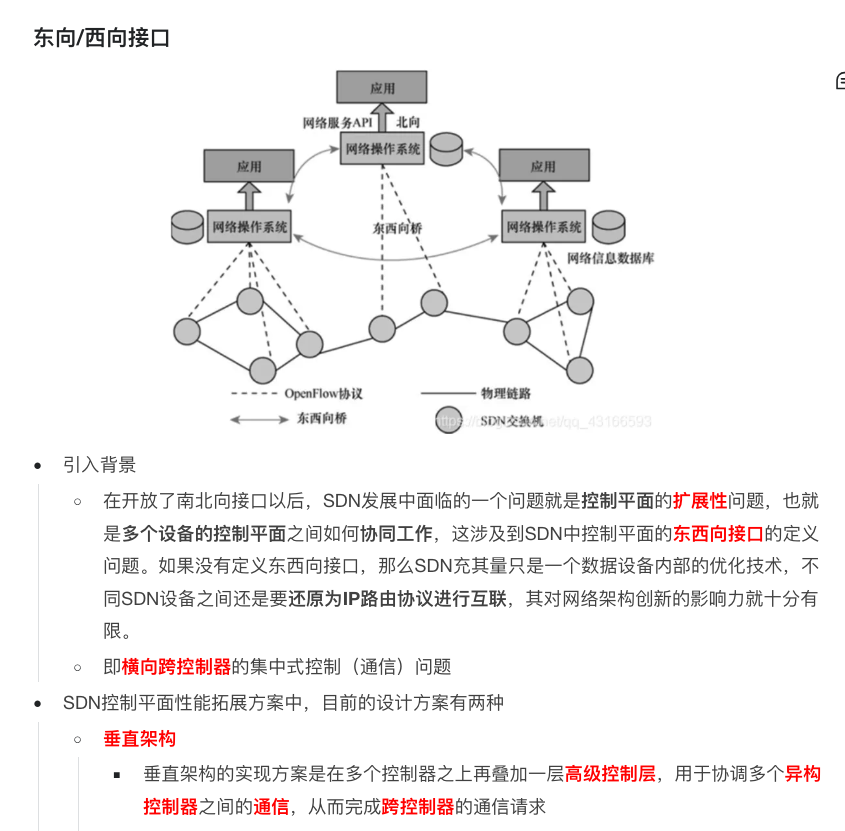 东向/西向接口
应用
网络服务API 北向
网络操作系统
应用
应用
网络操作系统
东西向桥
网络操作系统
网络信息数据库
OpenFlow协议
物理链路
东西向桥
SDN交换机
net/qq_43166593
引入背景
在开放了南北向接口以后，SDN发展中面临的一个问题就是控制平面的扩展性问题，也就
是多个设备的控制平面之间如何协同工作，这涉及到SDN中控制平面的东西向接口的定义
问题。如果没有定义东西向接口，那么SDN充其量只是一个数据设备内部的优化技术，不
同SDN设备之间还是要还原为IP路由协议进行互联，其对网络架构创新的影响力就十分有
限。
即横向跨控制器的集中式控制（通信）问题
SDN控制平面性能拓展方案中，目前的设计方案有两种
垂直架构
垂直架构的实现方案是在多个控制器之上再叠加一层高级控制层，用于协调多个异构
控制器之间的通信，从而完成跨控制器的通信请求